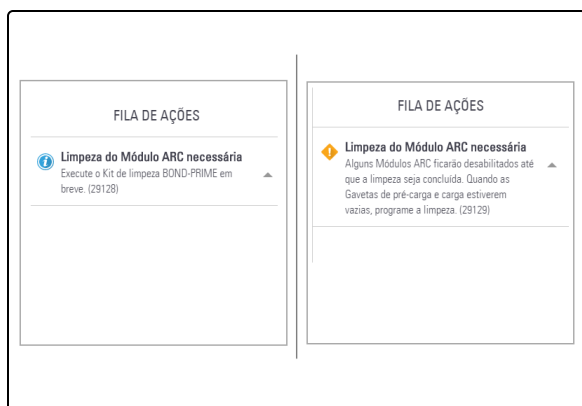 FILA DE AÇÕES
Limpeza do Módulo ARC necessária
Execute o Kit de limpeza BOND-PRIME em
breve. (29128)
FILA DE AÇÕES
Limpeza do Módulo ARC necessária
Alguns Módulos ARC ficarão desabilitados até
que a limpeza seja concluída. Quando as
Gavetas de pré-carga e carga estiverem
vazias, programe a limpeza. (29129)